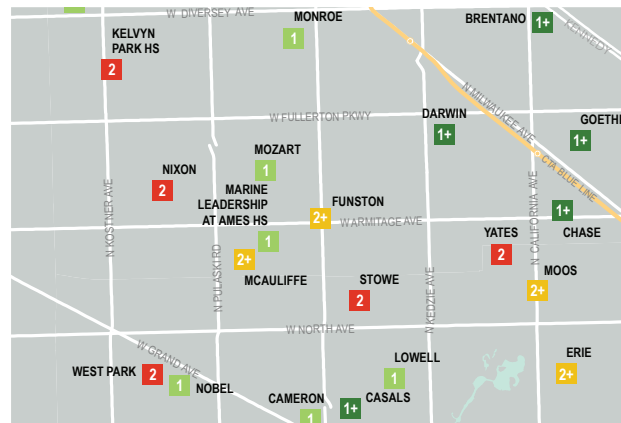 W DIVERSEY AVE
MONROE
1
BRENTANO
1+
KENNEDY
KELVYN
PARK HS
2
N MILWAUKEE AVE
W FULLERTON PKWY
DARWIN
1+
GOETH
1+
CTA BLUE LINE
MOZART
1
NIXON
2
MARINE
LEADERSHIP
AT AMES HS
1
FUNSTON
2+
W ARMITAGE AVE
N KOSTNER AVE
N PULASKI RD
N KEDZIE AVE
N CALIFORNIA AVE
1+
CHASE
YATES
2
2+
MCAULIFFE
STOWE
2
MOOS
2+
W NORTH AVE
W GRAND AVE
WEST PARK
2
1
NOBEL
LOWELL
1
ERIE
2+
CAMERON
1
1+
CASALS